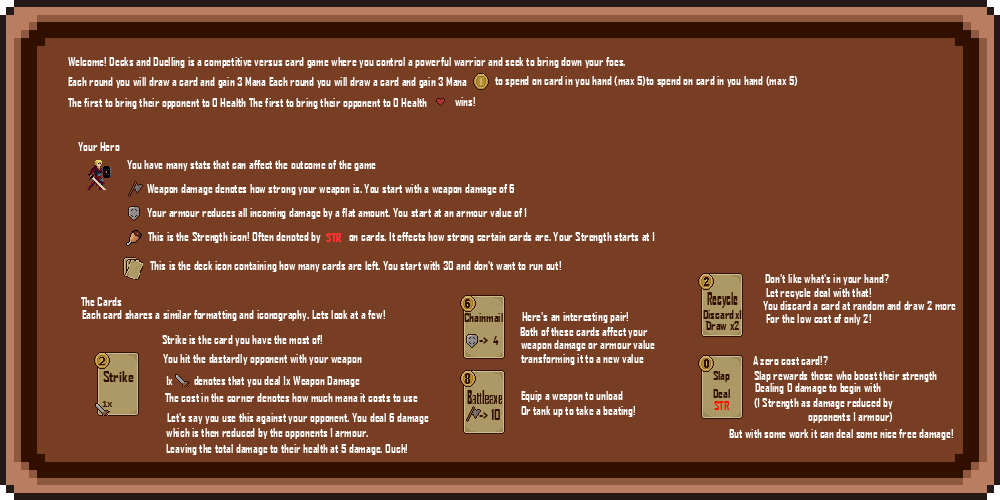 Welcome! Decks and Duelling is a competitive versus card game where you control a powerful warrior and seek to bring down your foes.
Each round you will draw a card and gain 3 Mana Each round you will draw a card and gain 3 Mana to spend on card in you hand (max 5)to spend on card in you hand (max 5)
The first to bring their opponent to 0 Health The first to bring their opponent to 0 Health wins!
Your Hero
You have many stats that can affect the outcome of the game
Weapon damage denotes how strong your weapon is. You start with a weapon damage of 6
Your armour reduces all incoming damage by a flat amount. You start at an armour value of 1
This is the Strength icon! Often denoted by STR on cards. It effects how strong certain cards are. Your Strength starts at 1
This is the deck icon containing how many cards are left. You start with 30 and don't want to run out!
The Cards
Each card shares a similar formatting and iconography. Lets look at a few!
2
Strike
1x
Strike is the card you have the most of!
You hit the dastardly opponent with your weapon
1x denotes that you deal 1x Weapon Damage
The cost in the corner denotes how much mana it costs to use
Let's say you use this against your opponent. You deal 6 damage
which is then reduced by the opponents 1 armour.
Leaving the total damage to their health at 5 damage. Ouch!
6
Chainmail
-> 4
Here's an interesting pair!
Both of these cards affect your
weapon damage or armour value
transforming it to a new value
8
Battleaxe
-> 10
Equip a weapon to unload
Or tank up to take a beating!
2
Recycle
Discard x1
Draw x2
Don't like what's in your hand?
Let recycle deal with that!
You discard a card at random and draw 2 more
For the low cost of only 2!
0
Slap
Deal
STR
A zero cost card!?
Slap rewards those who boost their strength
Dealing 0 damage to begin with
(1 Strength as damage reduced by
opponents 1 armour)
But with some work it can deal some nice free damage!